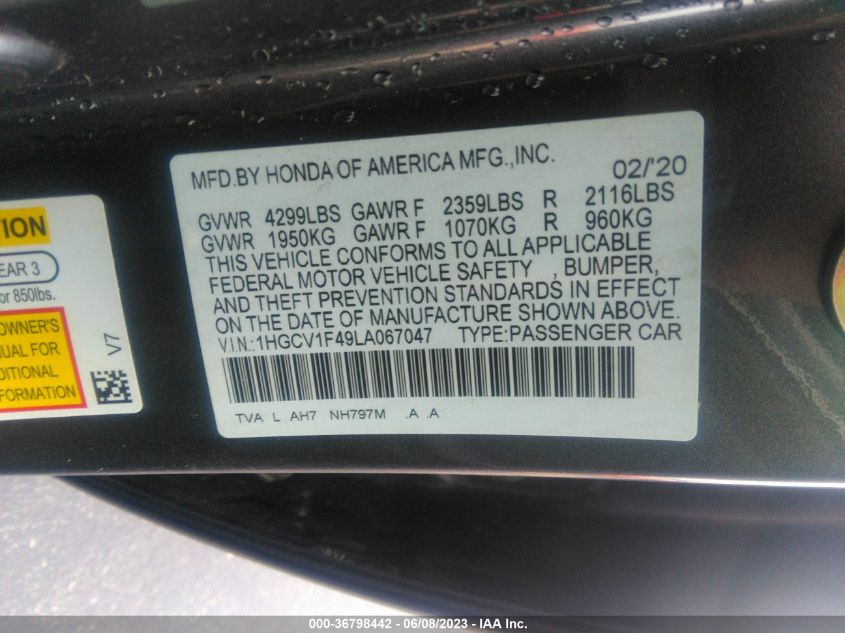 MFD.BY HONDA OF AMERICA MFG.,INC. 02/'20
GVWR 4299LBS GAWR F 2359LBS R 2116LBS
GVWR 1950KG GAWR F 1070KG R 960KG
THIS VEHICLE CONFORMS TO ALL APPLICABLE
FEDERAL MOTOR VEHICLE SAFETY , BUMPER,
AND THEFT PREVENTION STANDARDS IN EFFECT
ON THE DATE OF MANUFACTURE SHOWN ABOVE.
V.I.N.:1HGCV1F49LA067047 TYPE:PASSENGER CAR
TVA L AH7 NH797M .A .A
TION
EAR 3
or 850lbs.
OWNER'S
UAL FOR
DITIONAL
FORMATION
V7
000-36798442 - 06/08/2023 - IAA Inc.